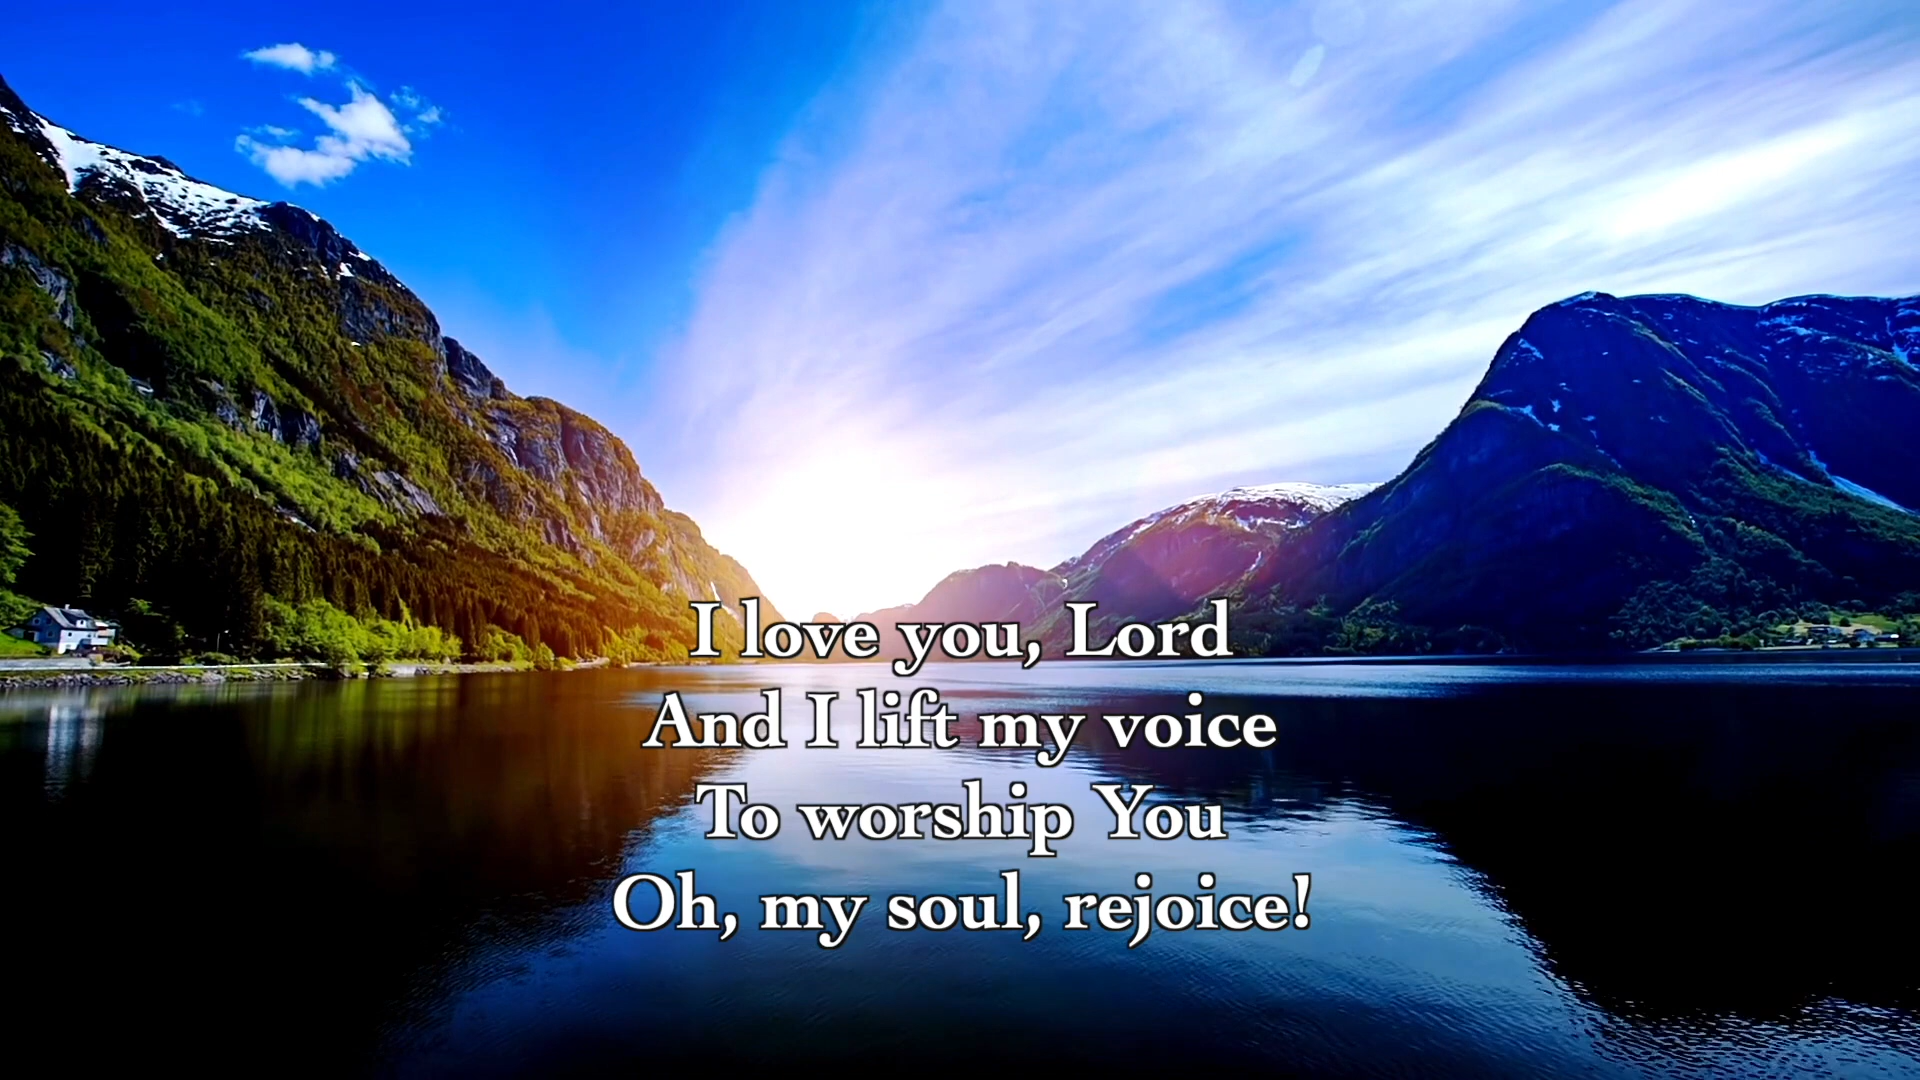 I love you, Lord
And I lift my voice
To worship You
Oh, my soul, rejoice!